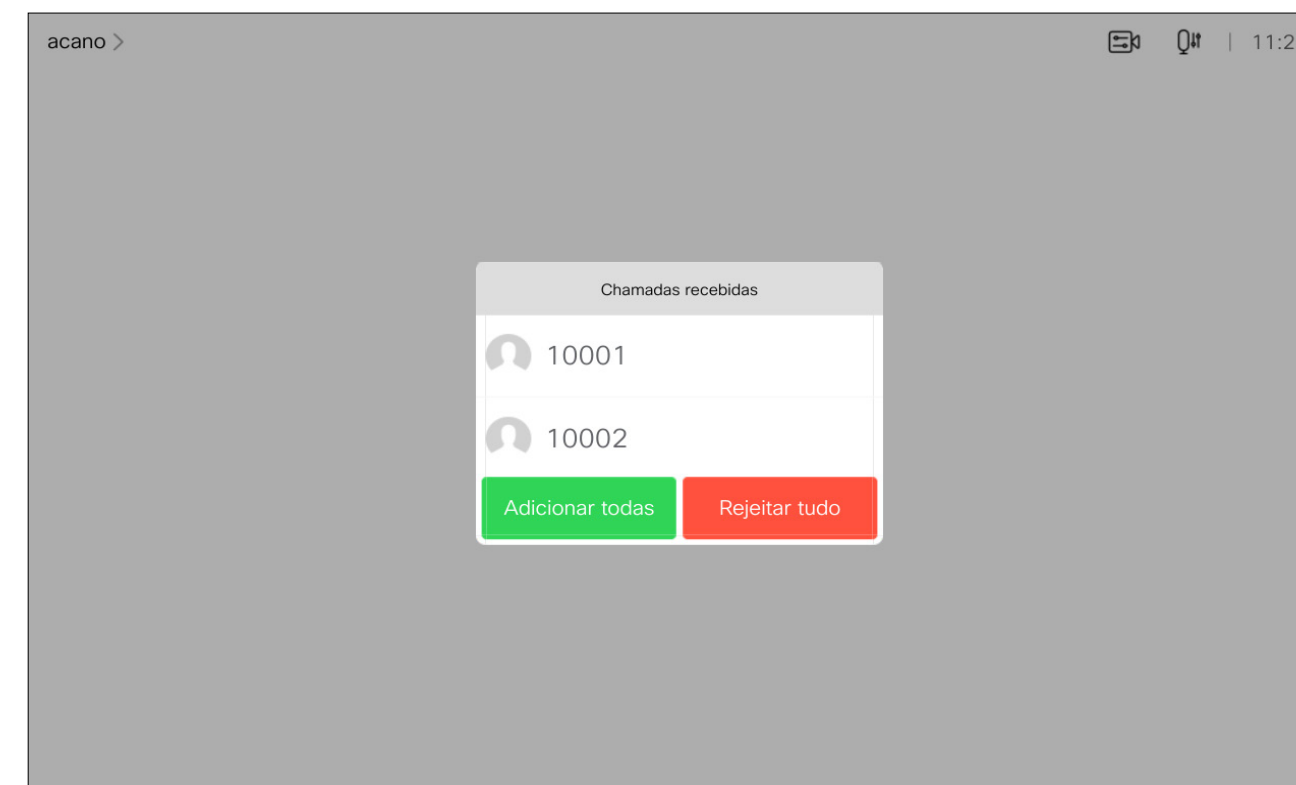 acano
11:2
Chamadas recebidas
10001
10002
Adicionar todas
Rejeitar tudo